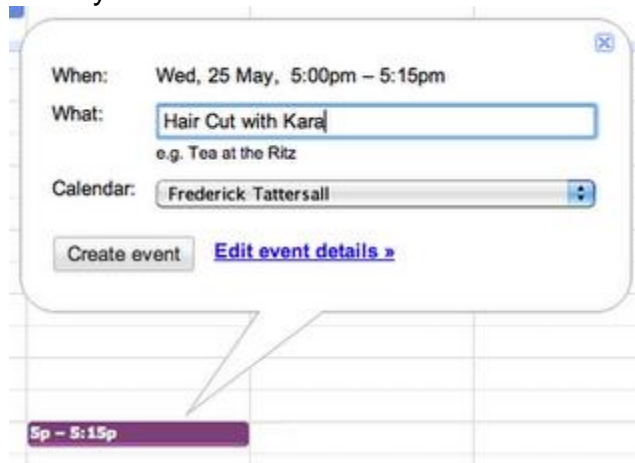 When: Wed, 25 May, 5:00pm – 5:15pm
What: Hair Cut with Kara
e.g. Tea at the Ritz
Calendar: Frederick Tattersall
Create event Edit event details »
5p – 5:15p